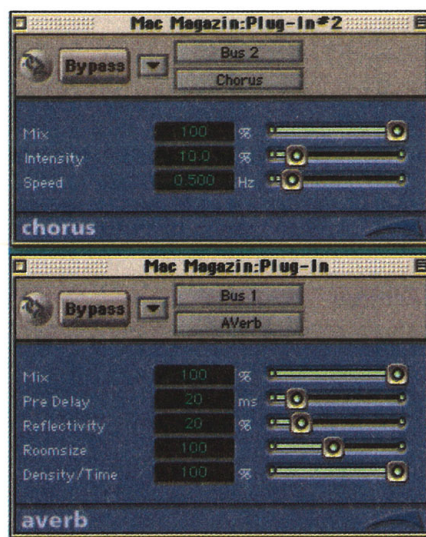 Mac Magazin:Plug-In#2
Bypass
Bus 2
Chorus
Mix 100 %
Intensity 10.0 %
Speed 0.500 Hz
chorus
Mac Magazin:Plug-In
Bypass
Bus 1
AVerb
Mix 100 %
Pre Delay 20 ms
Reflectivity 20 %
Roomsize 100
Density/Time 100 %
averb